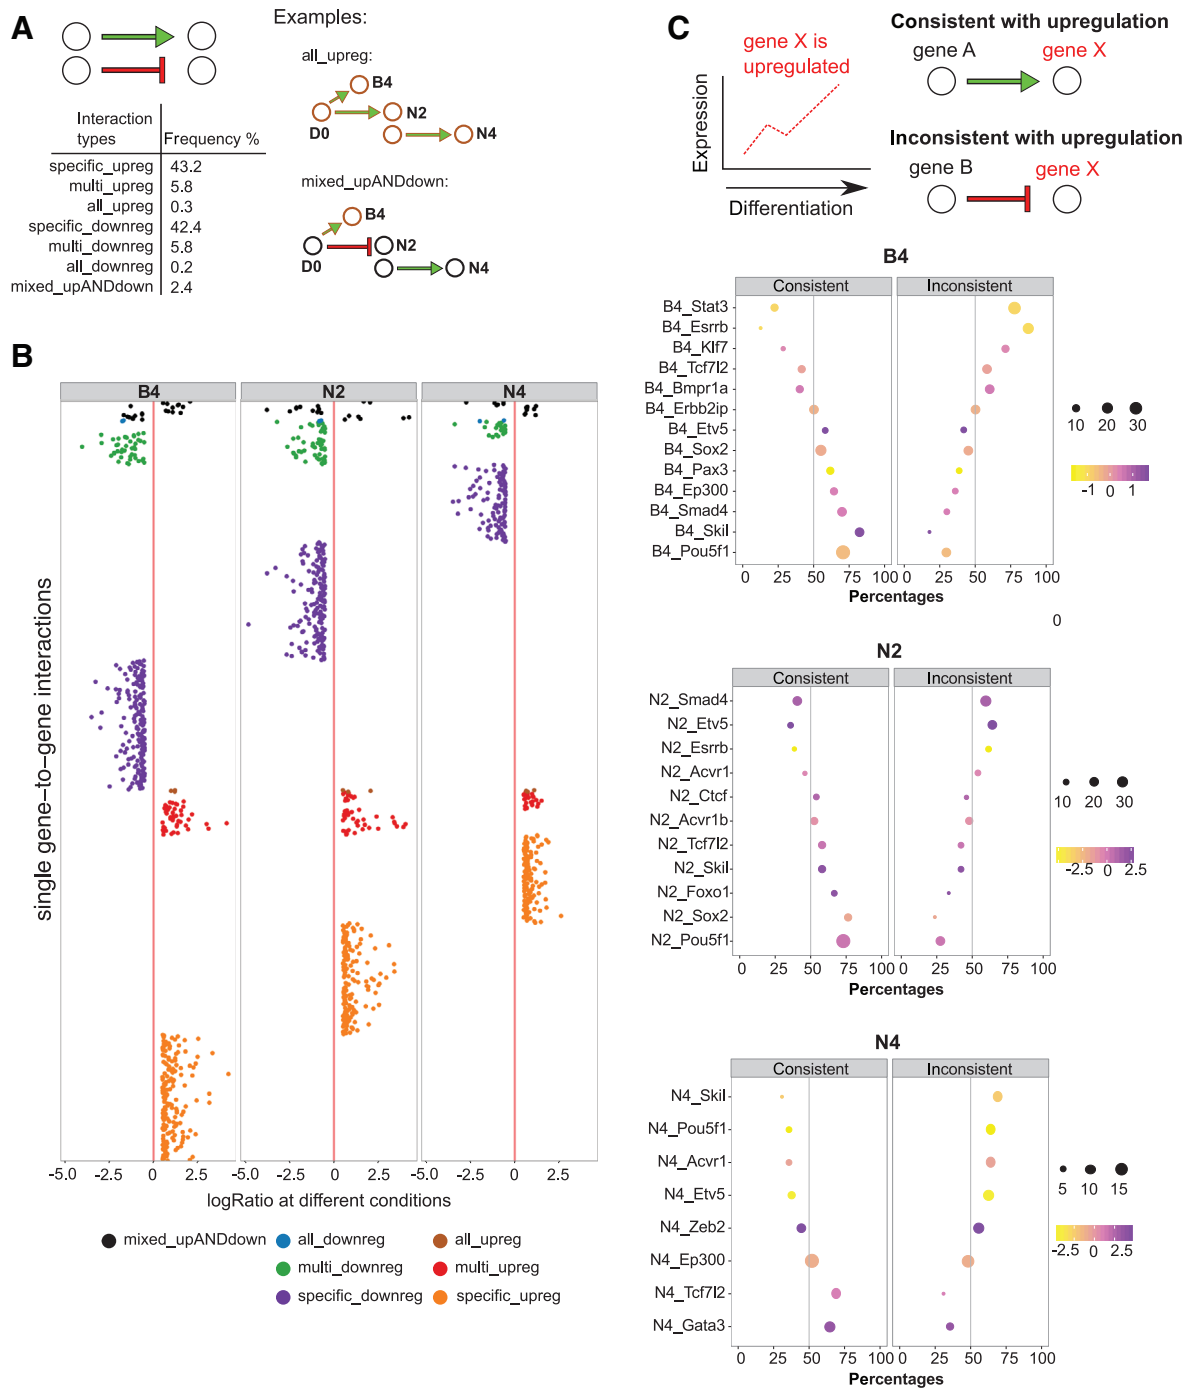 A
Examples:
all_upreg:
B4
N2
D0
N4
mixed_upANDdown:
B4
N2
D0
N4
Interaction types
Frequency %
specific_upreg 43.2
multi_upreg 5.8
all_upreg 0.3
specific_downreg 42.4
multi_downreg 5.8
all_downreg 0.2
mixed_upANDdown 2.4
B
B4 N2 N4
single gene-to-gene interactions
-5.0 -2.5 0 2.5 -5.0 -2.5 0 2.5 -5.0 -2.5 0 2.5
logRatio at different conditions
mixed_upANDdown all_downreg all_upreg
multi_downreg multi_upreg
specific_downreg specific_upreg
C
gene X is
upregulated
Expression
Differentiation
Consistent with upregulation
gene A gene X
Inconsistent with upregulation
gene B gene X
B4
Consistent Inconsistent
B4_Stat3
B4_Esrrb
B4_Klf7
B4_Tcf7l2
B4_Bmpr1a
B4_Erbb2ip
B4_Etv5
B4_Sox2
B4_Pax3
B4_Ep300
B4_Smad4
B4_Skil
B4_Pou5f1
0 25 50 75 100 0 25 50 75 100
Percentages
10 20 30
-1 0 1
0
N2
Consistent Inconsistent
N2_Smad4
N2_Etv5
N2_Esrrb
N2_Acvr1
N2_Ctcf
N2_Acvr1b
N2_Tcf7l2
N2_Skil
N2_Foxo1
N2_Sox2
N2_Pou5f1
0 25 50 75 100 0 25 50 75 100
Percentages
10 20 30
-2.5 0 2.5
N4
Consistent Inconsistent
N4_Skil
N4_Pou5f1
N4_Acvr1
N4_Etv5
N4_Zeb2
N4_Ep300
N4_Tcf7l2
N4_Gata3
0 25 50 75 100 0 25 50 75 100
Percentages
5 10 15
-2.5 0 2.5